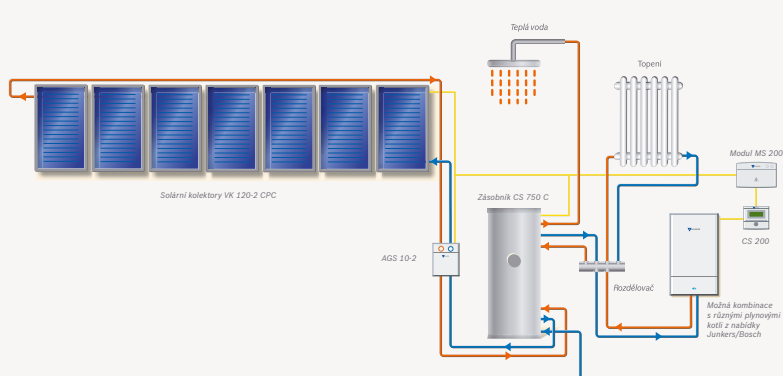 Teplá voda
Topení
Modul MS 200
Solární kolektory VK 120-2 CPC
Zásobník CS 750 C
CS 200
AGS 10-2
Rozdělovač
Možná kombinace
s různými plynovými
kotli z nabídky
Junkers/Bosch